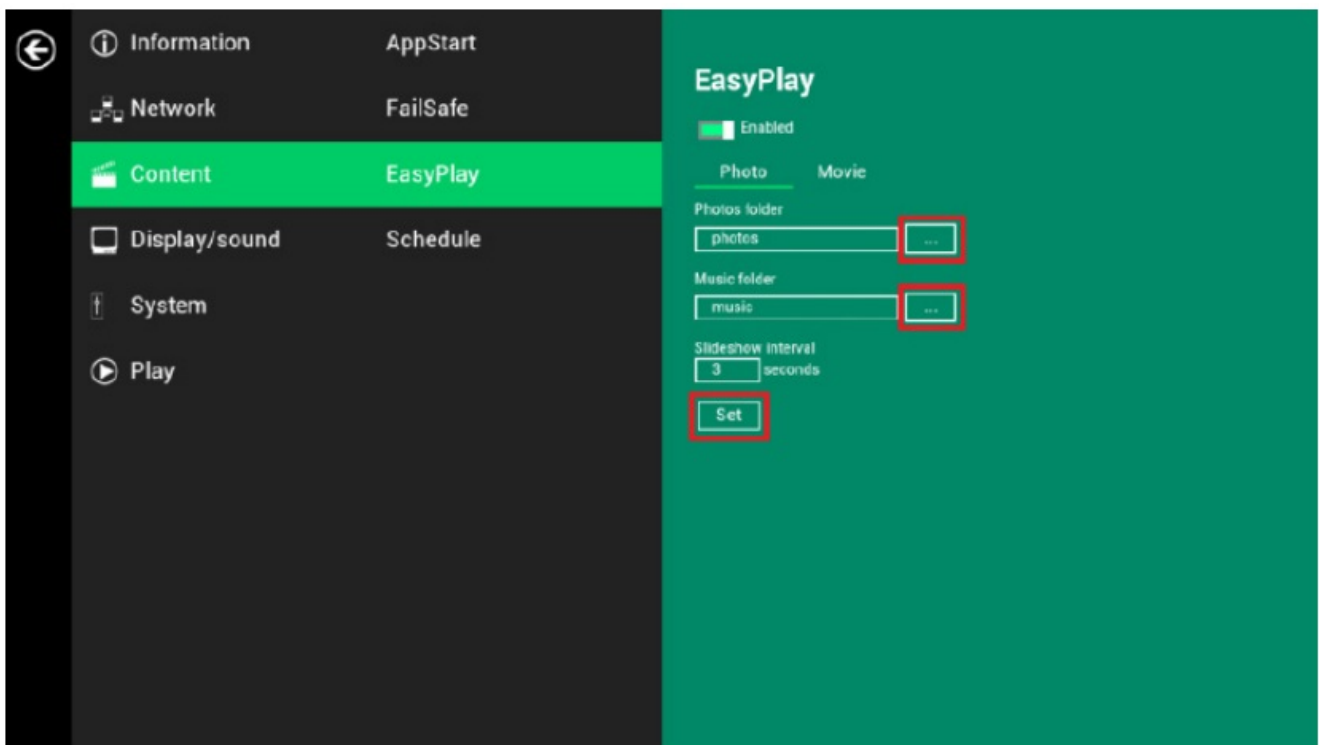 Information
AppStart
Network
FailSafe
Content
EasyPlay
Display/sound
Schedule
System
Play
EasyPlay
Enabled
Photo Movie
Photos folder
photos ...
Music folder
music ...
Slideshow interval
3 seconds
Set